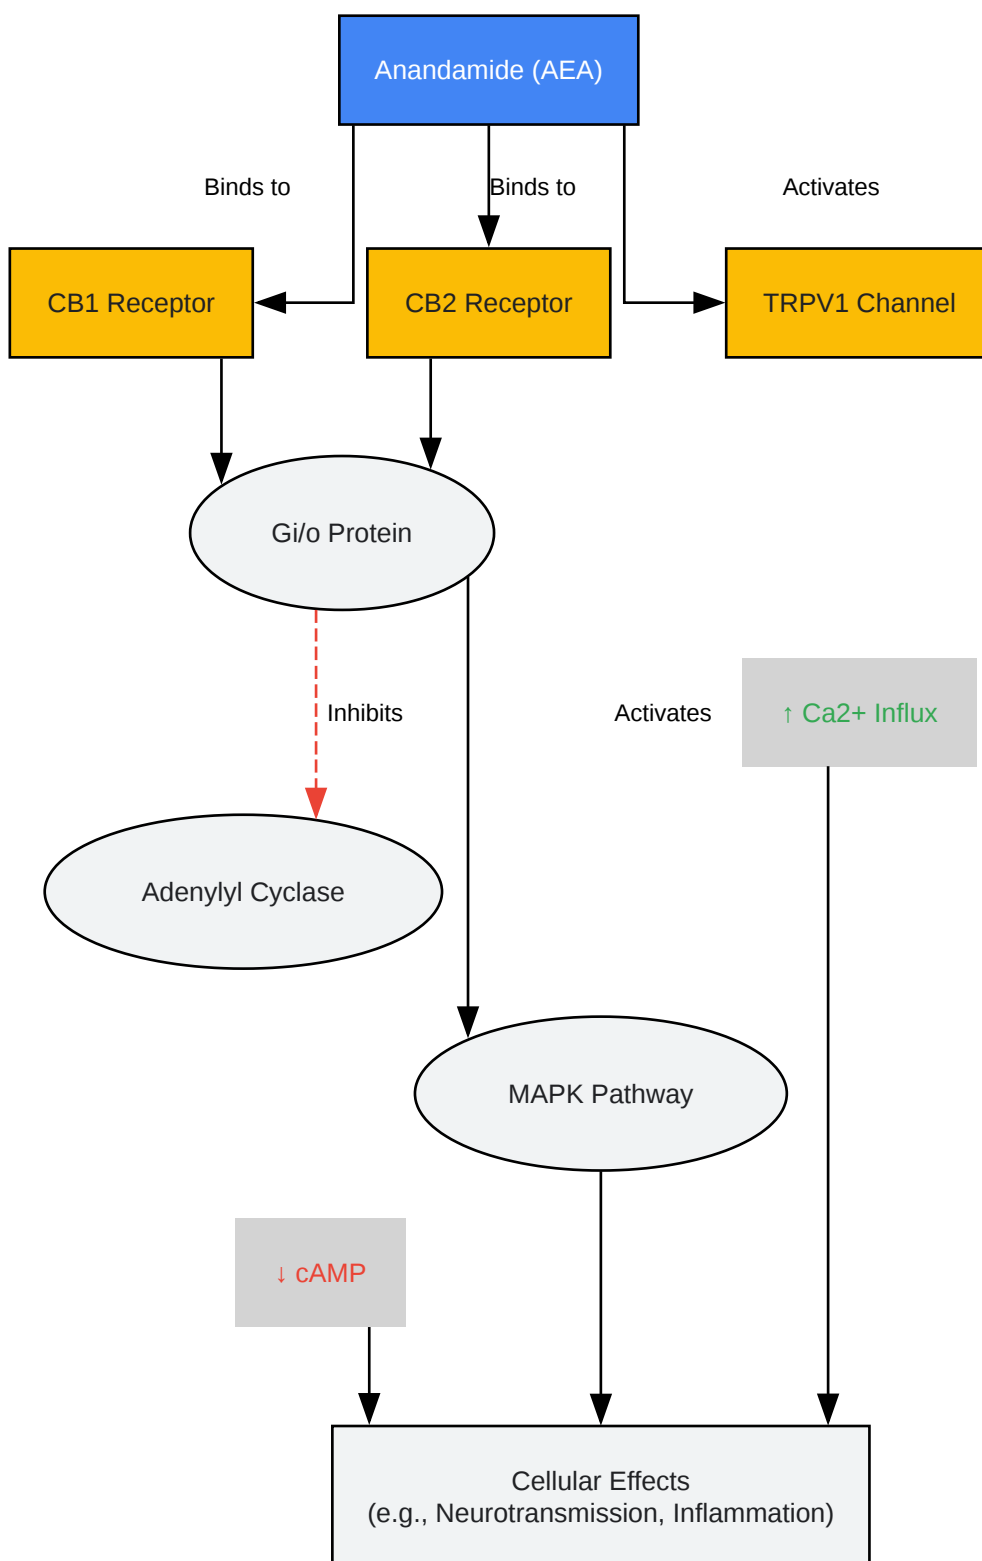 Anandamide (AEA)
Binds to
Binds to
Activates
CB1 Receptor
CB2 Receptor
TRPV1 Channel
Gi/o Protein
Inhibits
Activates
↑ Ca2+ Influx
Adenylyl Cyclase
MAPK Pathway
↓ cAMP
Cellular Effects
(e.g., Neurotransmission, Inflammation)